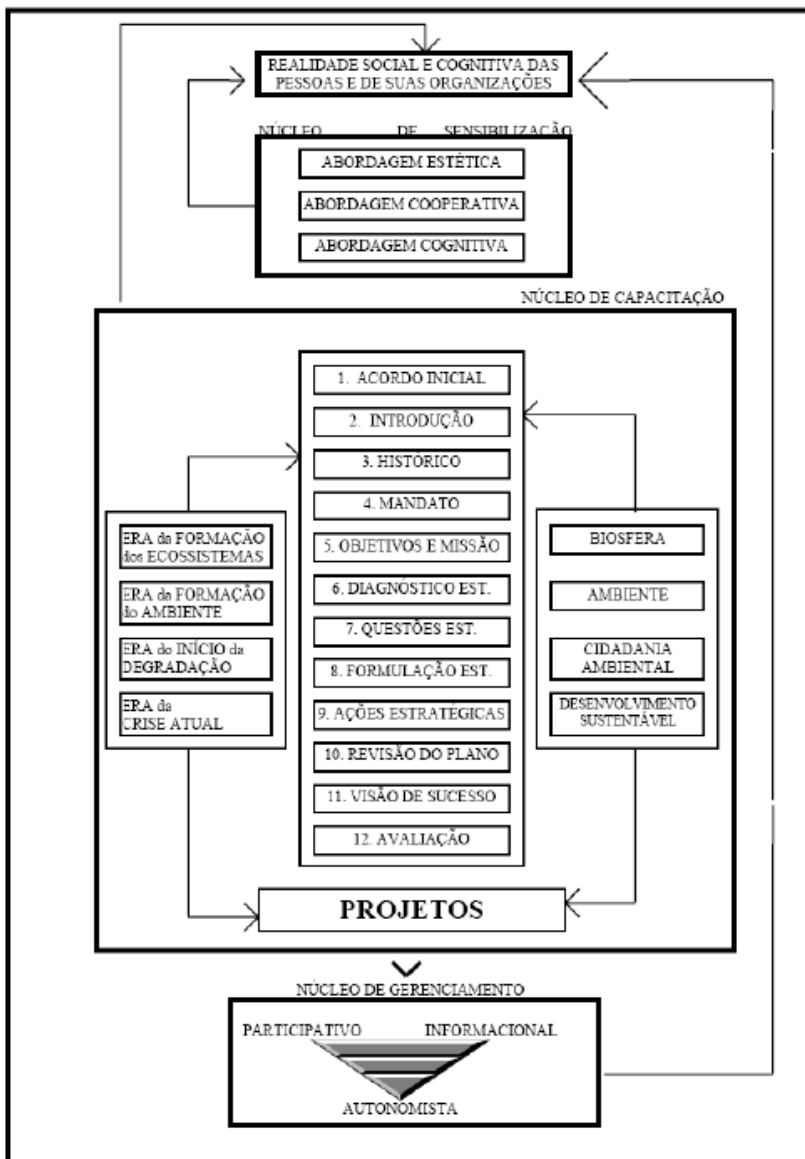 REALIDADE SOCIAL E COGNITIVA DAS
PESSOAS E DE SUAS ORGANIZAÇÕES
NÚCLEO DE SENSIBILIZAÇÃO
ABORDAGEM ESTÉTICA
ABORDAGEM COOPERATIVA
ABORDAGEM COGNITIVA
NÚCLEO DE CAPACITAÇÃO
1. ACORDO INICIAL
2. INTRODUÇÃO
3. HISTÓRICO
4. MANDATO
5. OBJETIVOS E MISSÃO
6. DIAGNÓSTICO EST.
7. QUESTÕES EST.
8. FORMULAÇÃO EST.
9. AÇÕES ESTRATÉGICAS
10. REVISÃO DO PLANO
11. VISÃO DE SUCESSO
12. AVALIAÇÃO
ERA da FORMAÇÃO
dos ECOSSISTEMAS
ERA da FORMAÇÃO
do AMBIENTE
ERA do INÍCIO da
DEGRADAÇÃO
ERA da
CRISE ATUAL
BIOSFERA
AMBIENTE
CIDADANIA
AMBIENTAL
DESENVOLVIMENTO
SUSTENTÁVEL
PROJETOS
NÚCLEO DE GERENCIAMENTO
PARTICIPATIVO
INFORMACIONAL
AUTONOMISTA